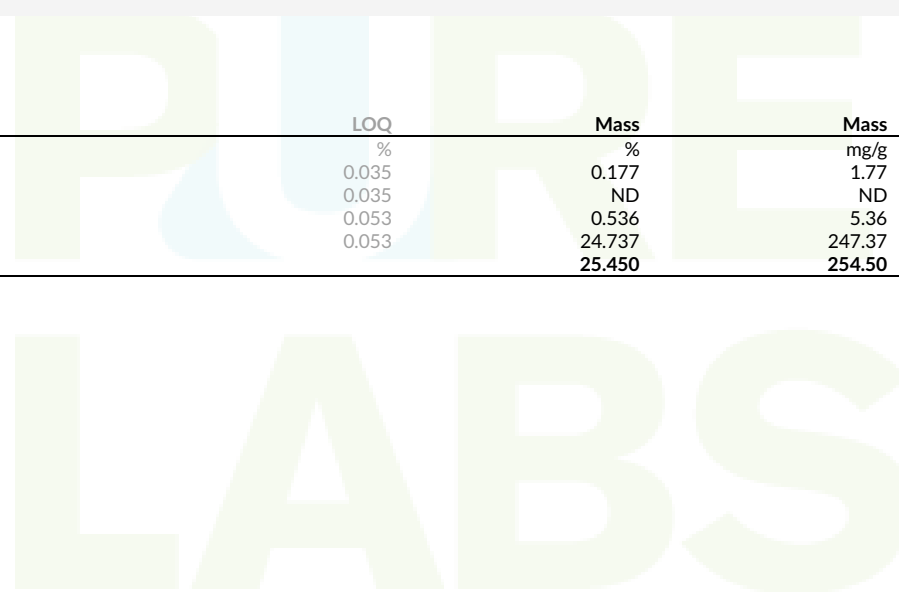 LOQ Mass Mass
% % mg/g
0.035 0.177 1.77
0.035 ND ND
0.053 0.536 5.36
0.053 24.737 247.37
25.450 254.50
PURE
LABS